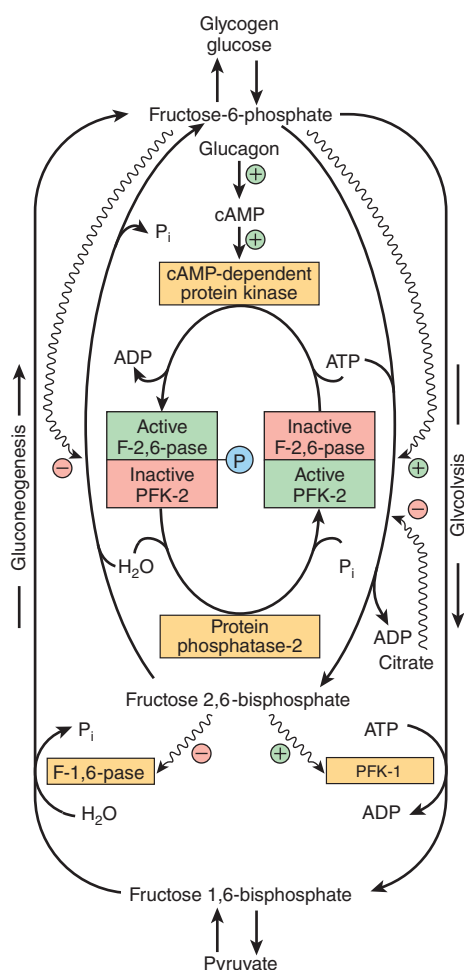 Glycogen
glucose
Fructose-6-phosphate
Glucagon
+
cAMP
+
Pi
cAMP-dependent
protein kinase
ADP
ATP
Active
F-2,6-pase
Inactive
PFK-2
P
Inactive
F-2,6-pase
Active
PFK-2
−
+
−
Gluconeogenesis
Glycolysis
H2O
Pi
Protein
phosphatase-2
ADP
Citrate
Fructose 2,6-bisphosphate
Pi
−
+
ATP
F-1,6-pase
PFK-1
H2O
ADP
Fructose 1,6-bisphosphate
Pyruvate